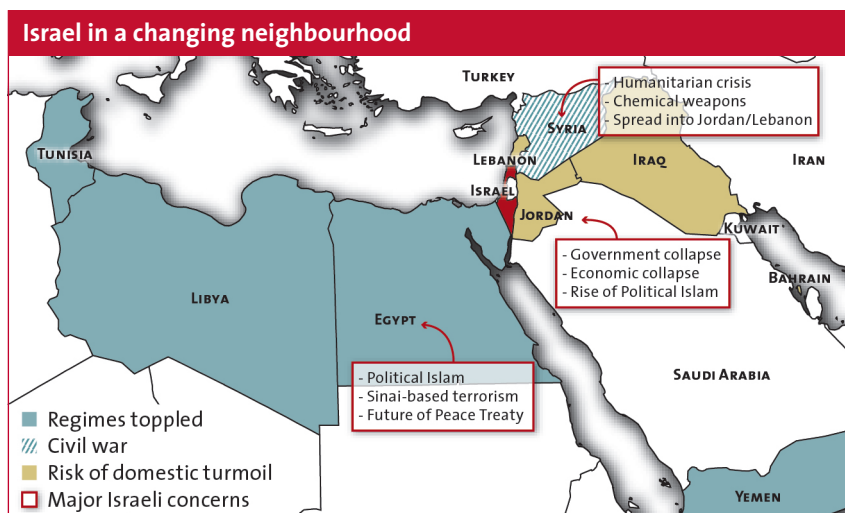 Israel in a changing neighbourhood
TURKEY
- Humanitarian crisis
- Chemical weapons
- Spread into Jordan/Lebanon
SYRIA
TUNISIA
LEBANON
IRAQ
IRAN
ISRAEL
JORDAN
KUWAIT
- Government collapse
- Economic collapse
- Rise of Political Islam
BAHRAIN
LIBYA
EGYPT
SAUDI ARABIA
- Political Islam
- Sinai-based terrorism
- Future of Peace Treaty
Regimes toppled
Civil war
Risk of domestic turmoil
Major Israeli concerns
YEMEN